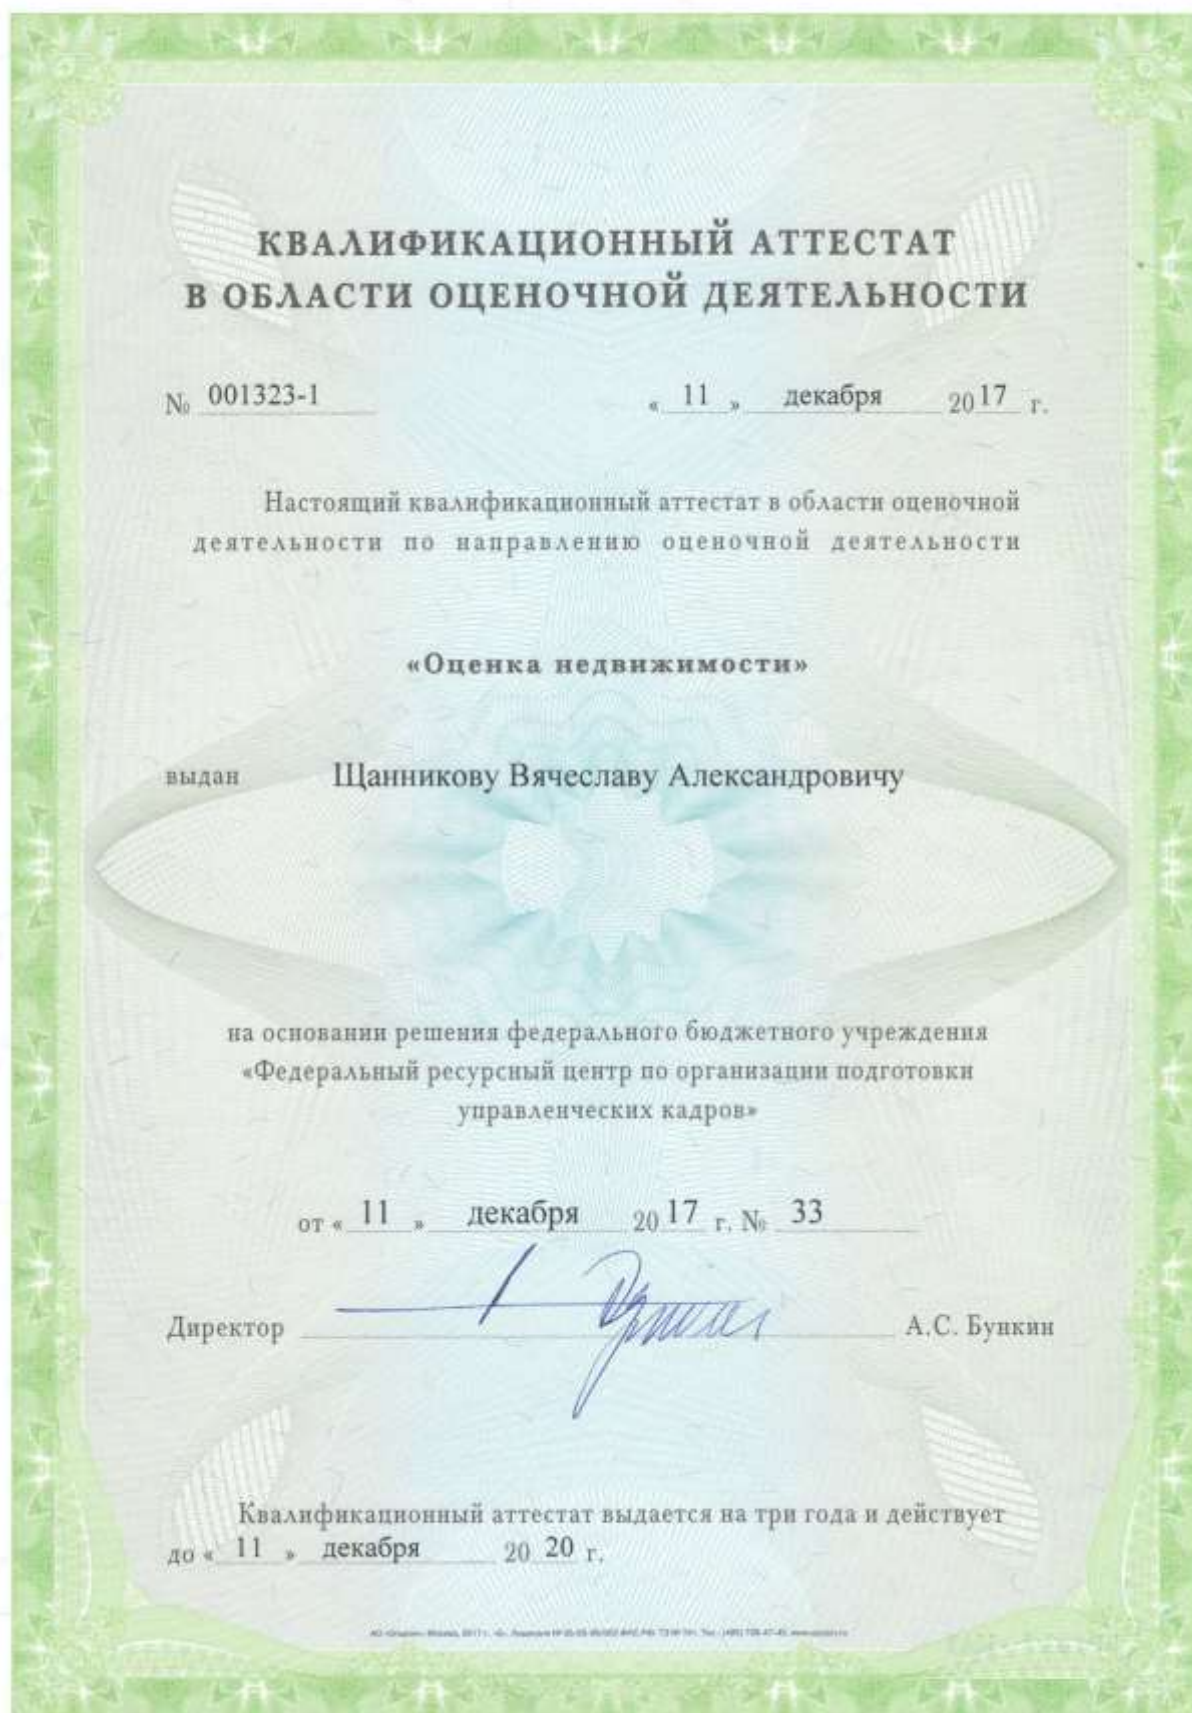 КВАЛИФИКАЦИОННЫЙ АТТЕСТАТ
В ОБЛАСТИ ОЦЕНОЧНОЙ ДЕЯТЕЛЬНОСТИ
№ 001323-1 « 11 » декабря 2017 г.
Настоящий квалификационный аттестат в области оценочной
деятельности по направлению оценочной деятельности
«Оценка недвижимости»
выдан Щанникову Вячеславу Александровичу
на основании решения федерального бюджетного учреждения
«Федеральный ресурсный центр по организации подготовки
управленческих кадров»
от « 11 » декабря 2017 г. № 33
Директор А.С. Бункин
Квалификационный аттестат выдается на три года и действует
до « 11 » декабря 2020 г.